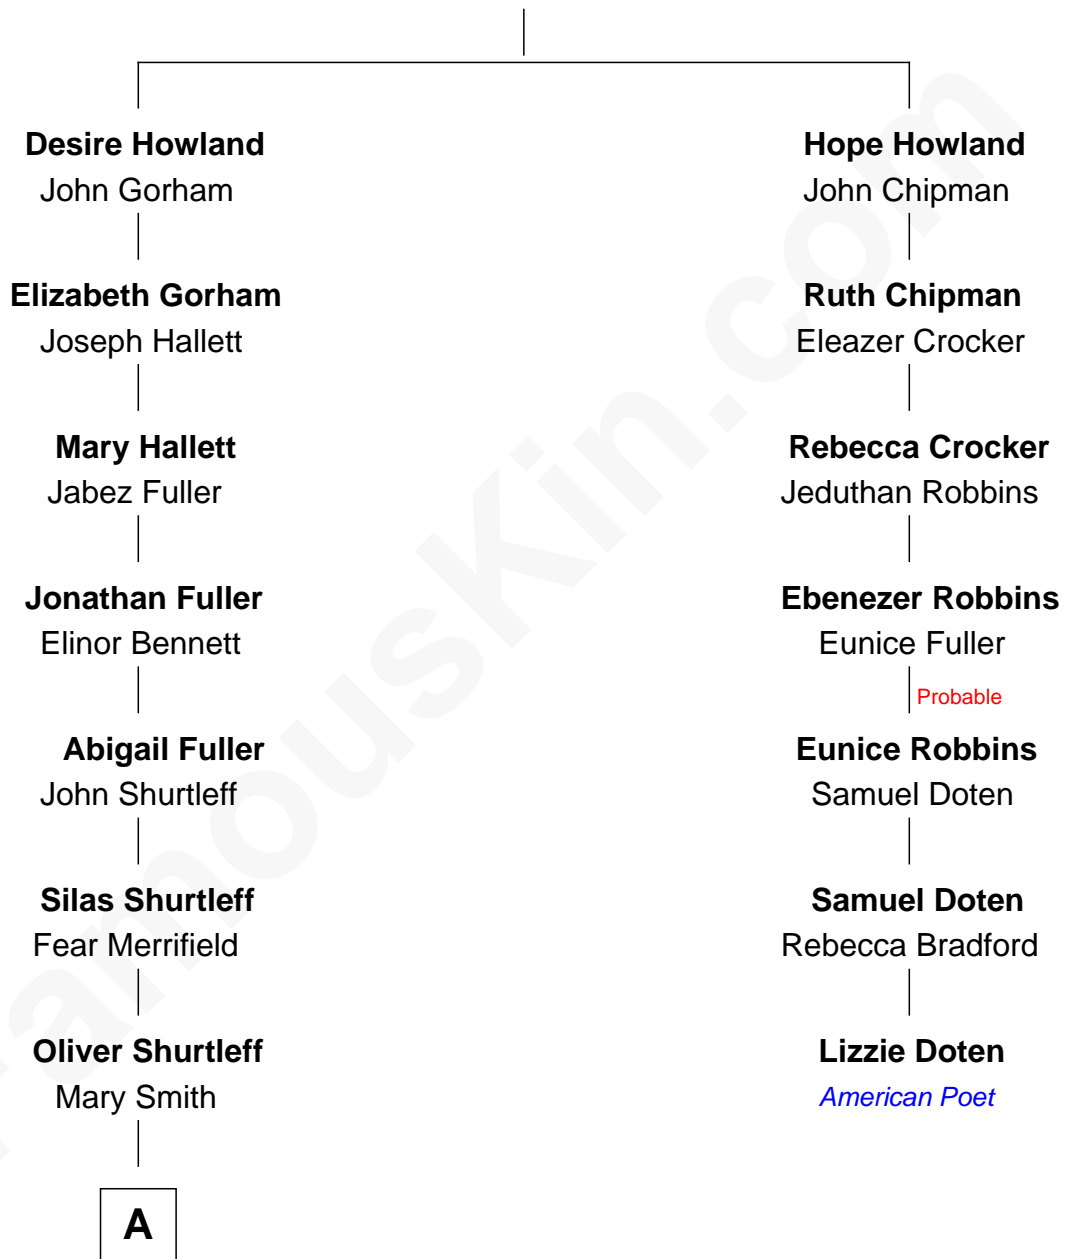 Desire Howland
John Gorham
Elizabeth Gorham
Joseph Hallett
Mary Hallett
Jabez Fuller
Jonathan Fuller
Elinor Bennett
Abigail Fuller
John Shurtleff
Silas Shurtleff
Fear Merrifield
Oliver Shurtleff
Mary Smith
A
Hope Howland
John Chipman
Ruth Chipman
Eleazer Crocker
Rebecca Crocker
Jeduthan Robbins
Ebenezer Robbins
Eunice Fuller
Probable
Eunice Robbins
Samuel Doten
Samuel Doten
Rebecca Bradford
Lizzie Doten
American Poet
FamousKin.com